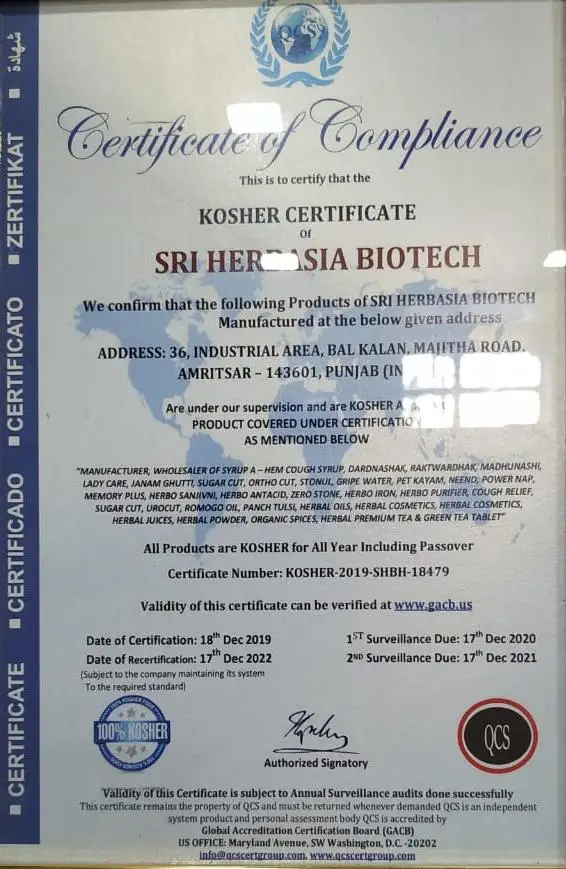 شهادة
ZERTIFIKAT
CERTIFICATO
CERTIFICADO
CERTIFICATE
QCS
Certificate of Compliance
This is to certify that the
KOSHER CERTIFICATE
Of
SRI HERBASIA BIOTECH
We confirm that the following Products of SRI HERBASIA BIOTECH
Manufactured at the below given address
ADDRESS: 36, INDUSTRIAL AREA, BAL KALAN, MAJITHA ROAD,
AMRITSAR – 143601, PUNJAB (IN
Are under our supervision and are KOSHER
PRODUCT COVERED UNDER CERTIFICATIO
AS MENTIONED BELOW
"MANUFACTURER, WHOLESALER OF SYRUP A – HEM COUGH SYRUP, DARDNASHAK, RAKTWARDHAK, MADHUNASHI,
LADY CARE, JANAM GHUTTI, SUGAR CUT, ORTHO CUT, STONUL, GRIPE WATER, PET KAYAM, NEEND, POWER NAP,
MEMORY PLUS, HERBO SANJIVNI, HERBO ANTACID, ZERO STONE, HERBO IRON, HERBO PURIFIER, COUGH RELIEF,
SUGAR CUT, UROCUT, ROMOGO OIL, PANCH TULSI, HERBAL OILS, HERBAL COSMETICS, HERBAL COSMETICS,
HERBAL JUICES, HERBAL POWDER, ORGANIC SPICES, HERBAL PREMIUM TEA & GREEN TEA TABLET"
All Products are KOSHER for All Year Including Passover
Certificate Number: KOSHER-2019-SHBH-18479
Validity of this certificate can be verified at www.gacb.us
Date of Certification: 18th Dec 2019
1ST Surveillance Due: 17th Dec 2020
Date of Recertification: 17th Dec 2022
2ND Surveillance Due: 17th Dec 2021
(Subject to the company maintaining its system
To the required standard)
100% KOSHER
QCS
Authorized Signatory
Validity of this Certificate is subject to Annual Surveillance audits done successfully
This certificate remains the property of QCS and must be returned whenever demanded QCS is an independent
system product and personal assessment body QCS is accredited by
Global Accreditation Certification Board (GACB)
US OFFICE: Maryland Avenue, SW Washington, D.C. -20202
info@qcscertgroup.com, www.qcscertgroup.com